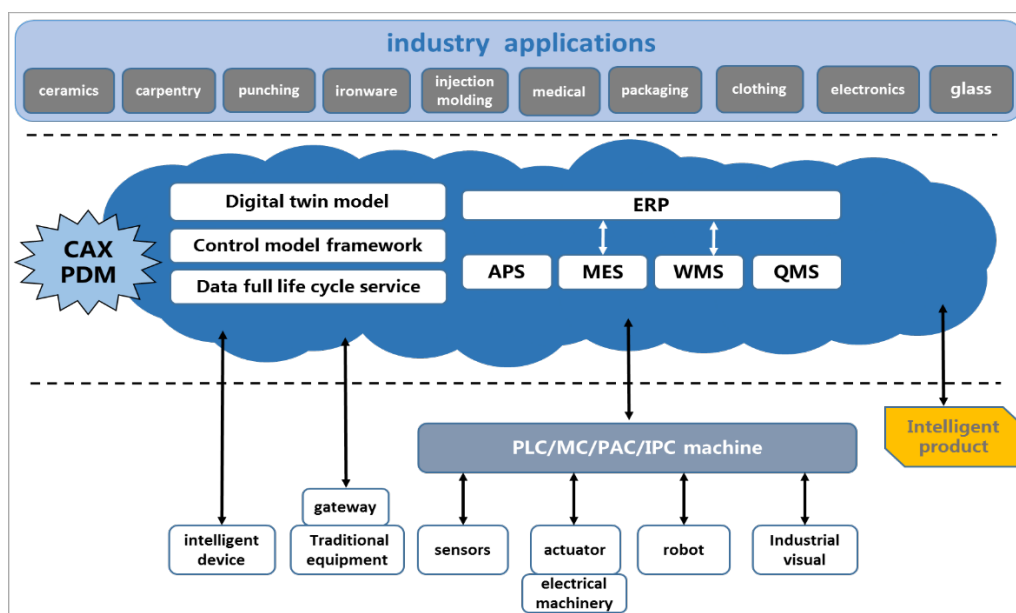 industry applications
ceramics
carpentry
punching
ironware
injection
molding
medical
packaging
clothing
electronics
glass
CAX
PDM
Digital twin model
Control model framework
Data full life cycle service
ERP
APS
MES
WMS
QMS
Intelligent
product
PLC/MC/PAC/IPC machine
gateway
intelligent
device
Traditional
equipment
sensors
actuator
robot
Industrial
visual
electrical
machinery